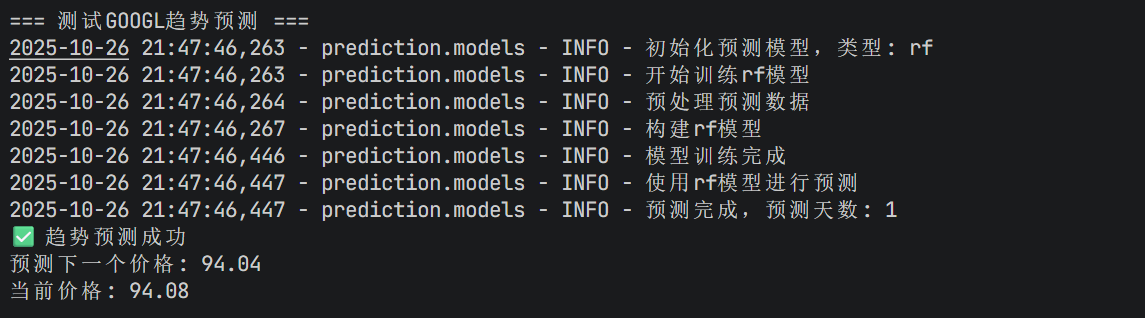 === 测试GOOGL趋势预测 ===
2025-10-26 21:47:46,263 - prediction.models - INFO - 初始化预测模型，类型: rf
2025-10-26 21:47:46,263 - prediction.models - INFO - 开始训练rf模型
2025-10-26 21:47:46,264 - prediction.models - INFO - 预处理预测数据
2025-10-26 21:47:46,267 - prediction.models - INFO - 构建rf模型
2025-10-26 21:47:46,446 - prediction.models - INFO - 模型训练完成
2025-10-26 21:47:46,447 - prediction.models - INFO - 使用rf模型进行预测
2025-10-26 21:47:46,447 - prediction.models - INFO - 预测完成，预测天数: 1
✅ 趋势预测成功
预测下一个价格: 94.04
当前价格: 94.08